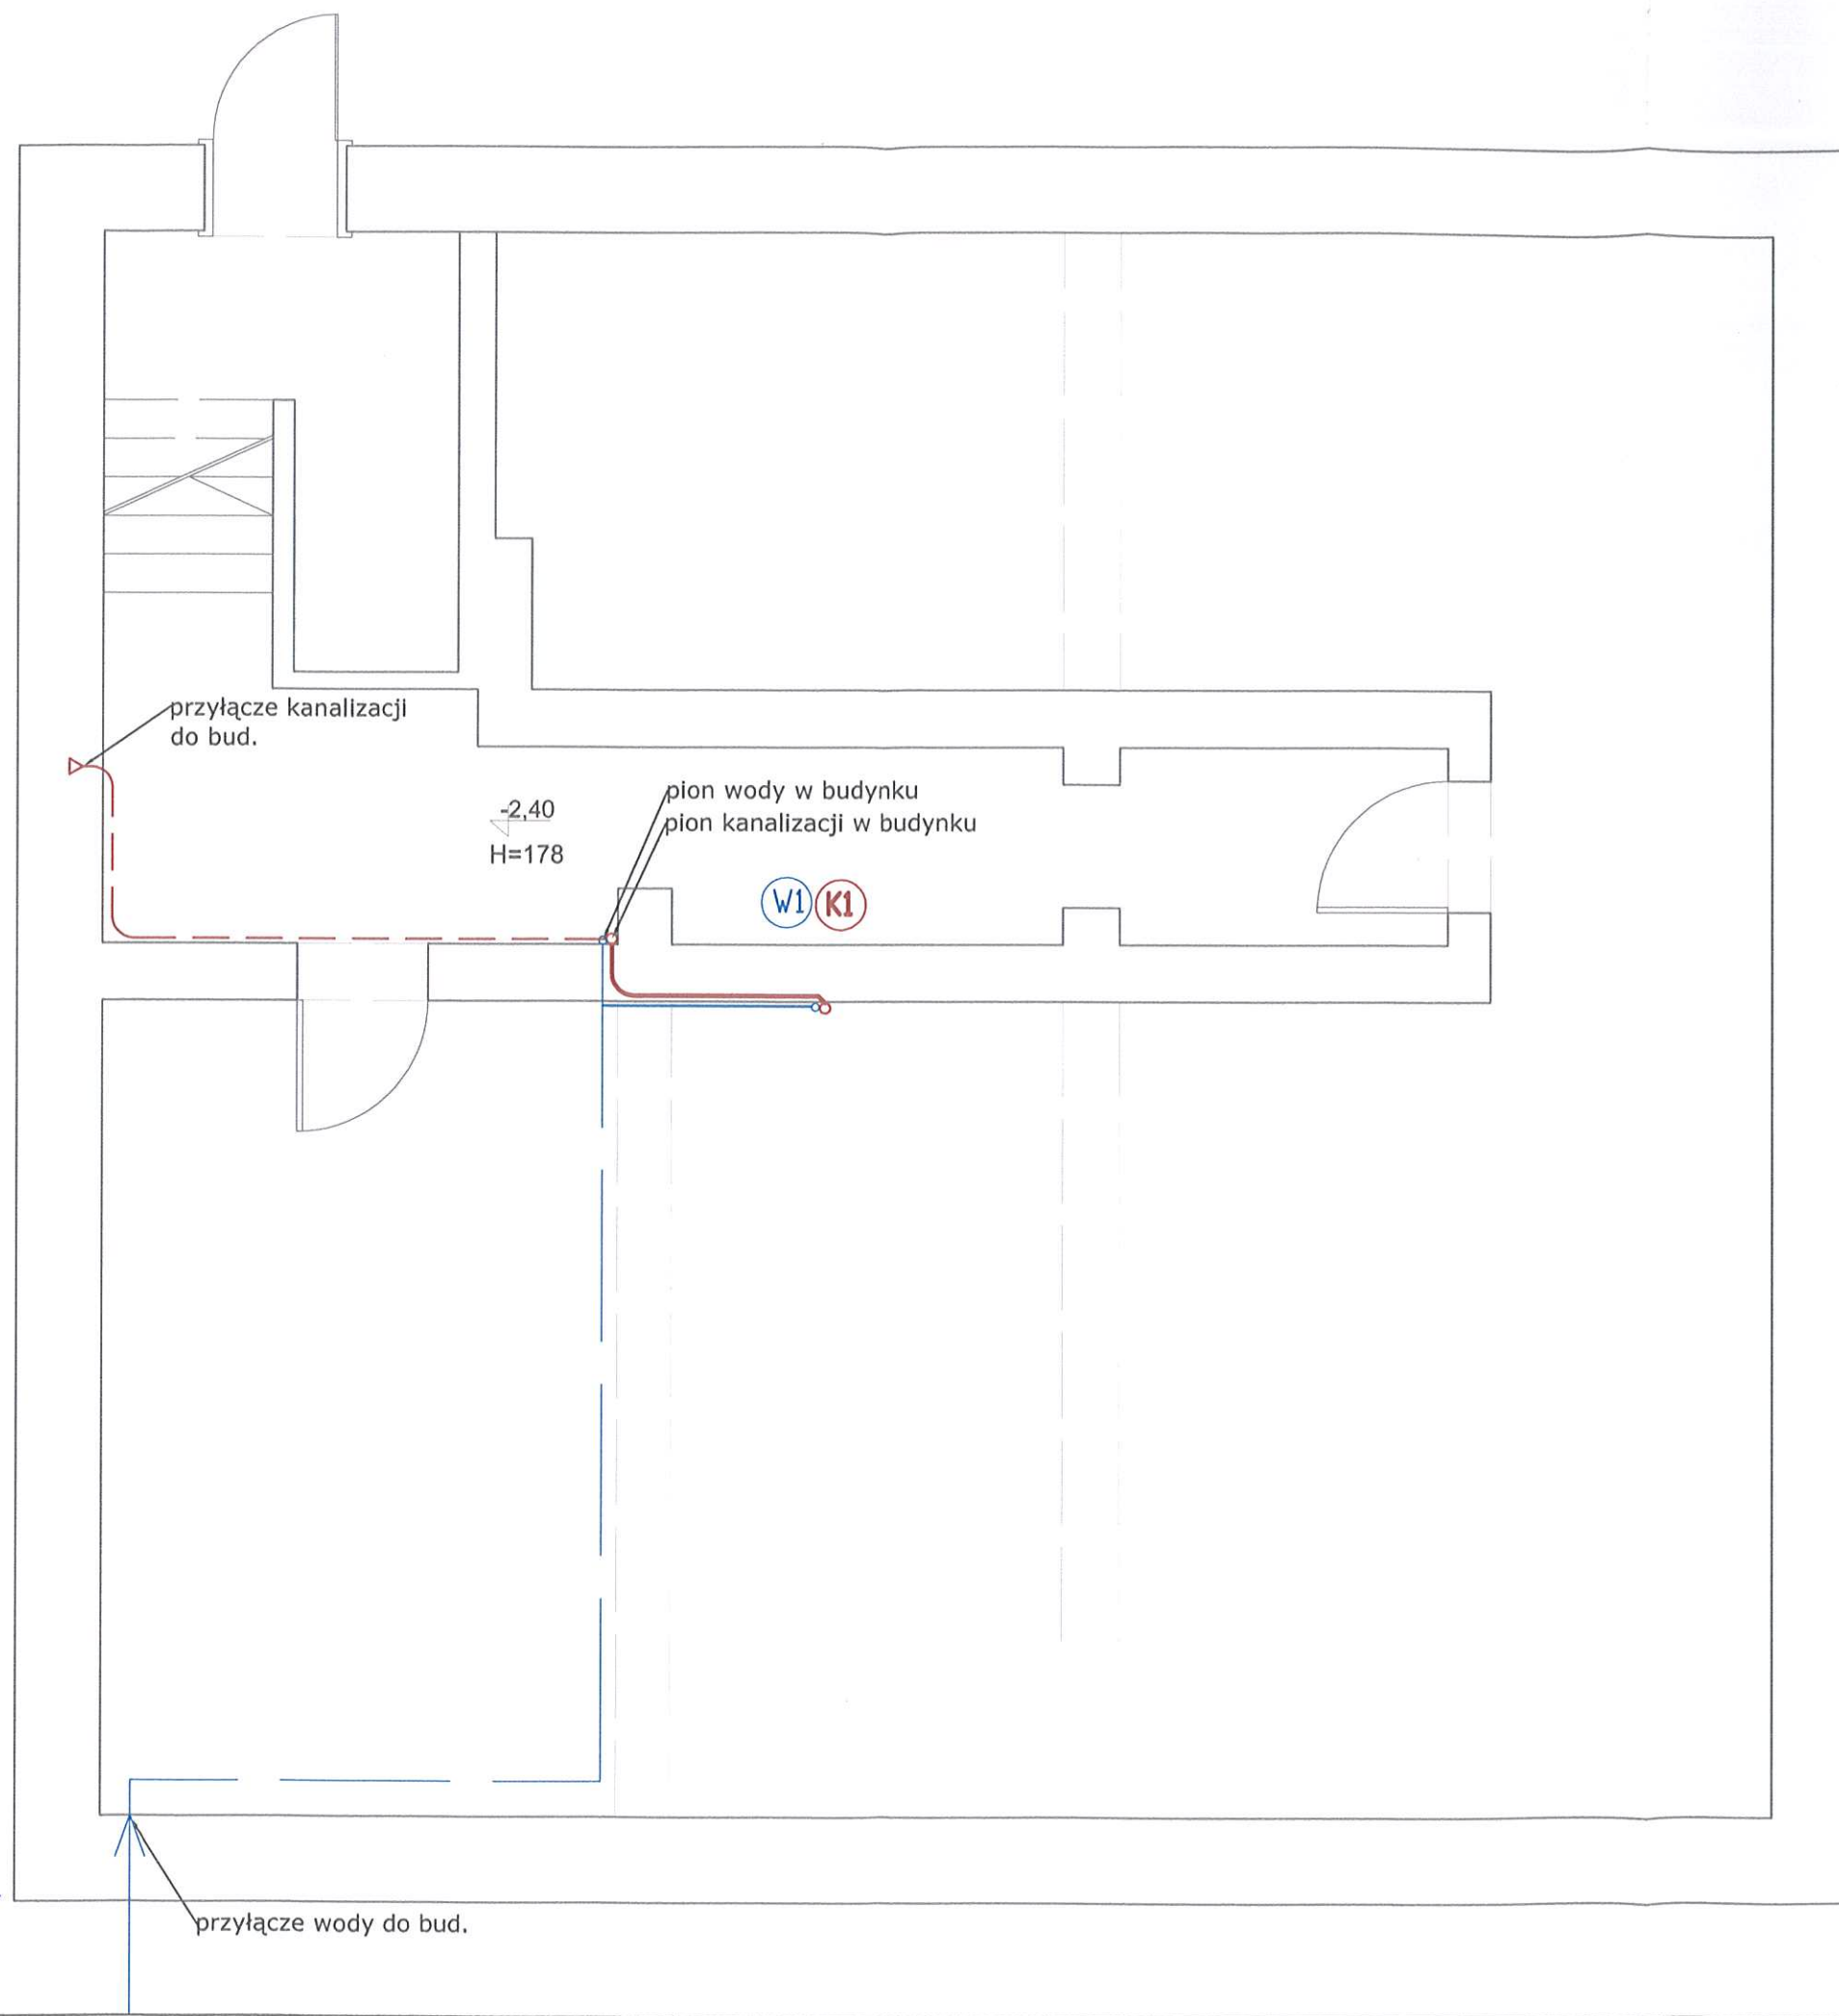 przyłącze kanalizacji
do bud.
pion wody w budynku
pion kanalizacji w budynku
-2,40
H=178
W1 K1
przyłącze wody do bud.